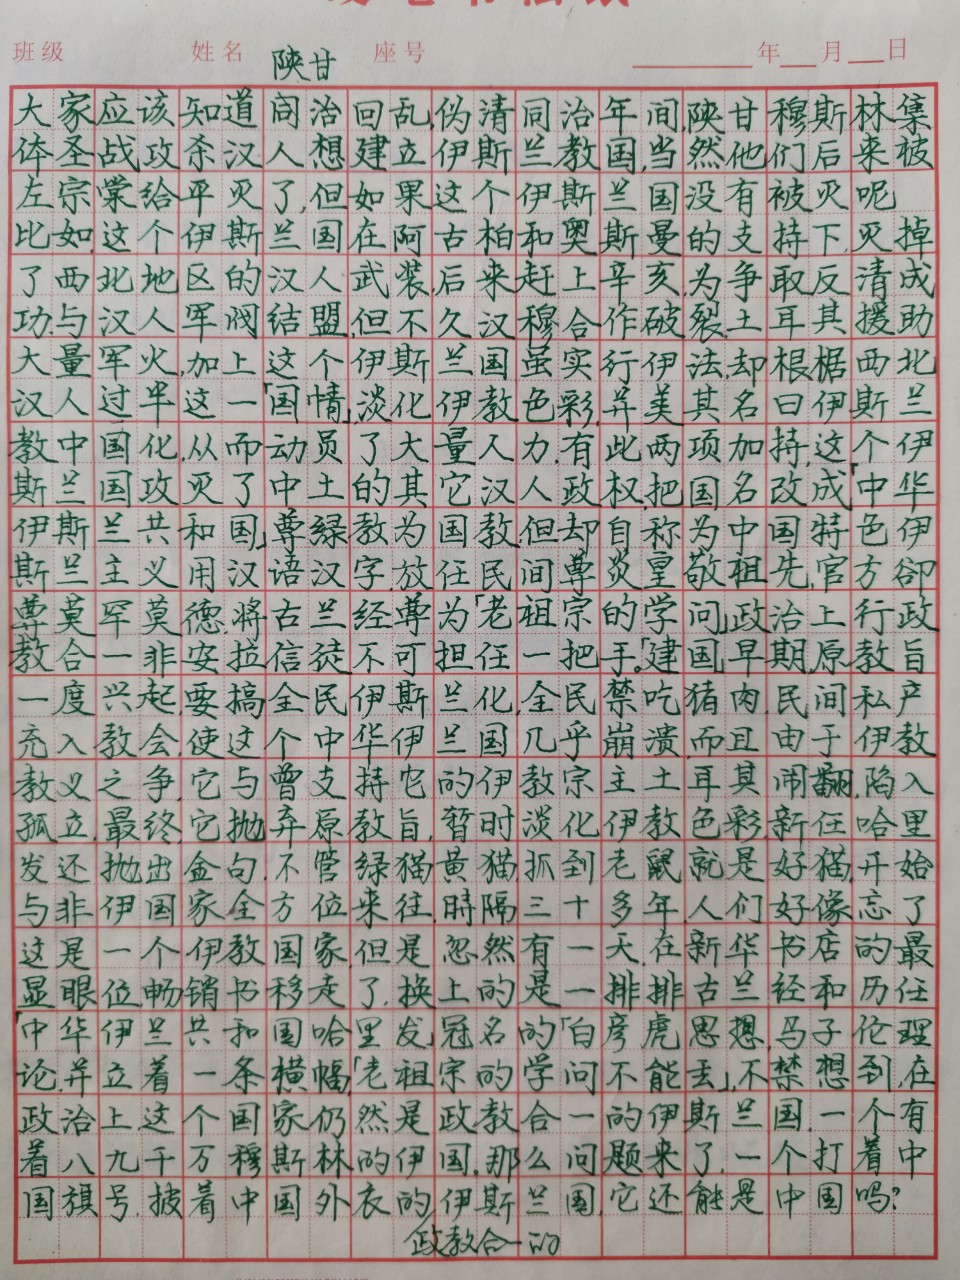 班级 姓名 座号 年 月 日
陕甘
大家应该知道同治回乱,伪清同治年间,陕甘穆斯林集
体圣战攻杀汉人想建立伊斯兰教国,当然他们后来被
左宗棠给平灭了,但如果这个伊斯兰国没有被灭呢
比如,这个伊斯兰国在阿古柏和奥斯曼的支持下,灭掉
了西北地区的汉人武装,后来赶上辛亥,为争取反清成
功,与汉人军阀结盟,但不久汉穆合作破裂,土耳其援助
大量军火,加上这个伊斯兰国虽实行伊法,却根椐西北
汉人过半这一「国情」,淡化伊教色彩,并美其名曰伊斯兰
教中国化,从而动员了大量人力,有此两项加持,这个伊
斯兰国攻灭了中土的其它汉人政权,把国名改成「中华
伊斯兰共和国」,尊绿教为国教,但却自称为中国特色伊
斯兰主义,用汉语汉字,放任民间尊炎皇敬祖先,官方卻
尊莫罕莫德,将古兰经尊为「老祖宗的学问」,政治上行政
教合一,非安拉信徒不可担任一把手。「建国」早期,原教旨
一度兴起,要搞全民伊斯兰化,全民禁吃猪肉,民间私产
充入教会,使这个中华伊兰国几乎崩溃,而且由于伊教
教义之争,它与曾支持它的伊教宗主土耳其闹翻,陷入
孤立,最终,它抛弃原教旨,暂时淡化伊教色彩,新任哈里
发还抛出金句,不管绿猫黄猫,抓到老鼠就是好猫,开始
与非伊国家全方位来往,時隔三十多年,人们好像忘了
这是一个伊教国家,但是忽然有一天,在新华书店的最
显眼位畅销书移走了,换上的是一排排古兰经和历任
「中华伊兰共和国哈里发」冠名的「白彦虎思想,马子伦理
论,并立着一条横幅,「老祖宗的学问不能丢」,不禁想到,在
政治上,这个国家仍然是政教合一的伊斯兰国,一个有
着八九千万穆斯林的伊国,那么问题来了,一个打着中
国旗号,披着中国外衣的伊斯兰国,它还能是中国吗?
政教合一的